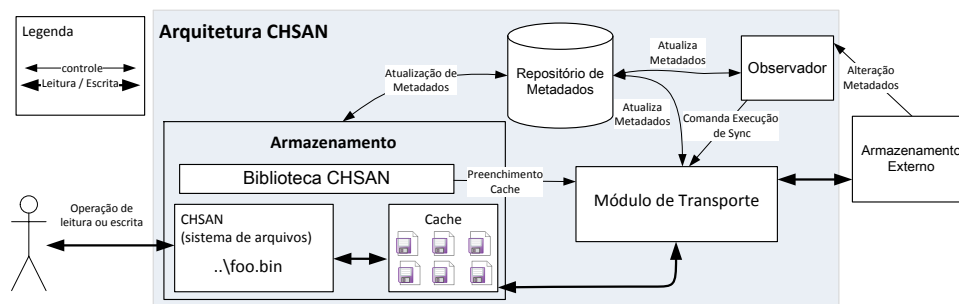 Legenda
controle
Leitura / Escrita
Arquitetura CHSAN
Repositório de
Metadados
Atualiza
Metadados
Observador
Alteração
Metadados
Atualização de
Metadados
Atualiza
Metadados
Comanda Execução
de Sync
Armazenamento
Externo
Armazenamento
Biblioteca CHSAN
Preenchimento
Cache
Módulo de Transporte
Operação de
leitura ou escrita
CHSAN
(sistema de arquivos)
..\foo.bin
Cache